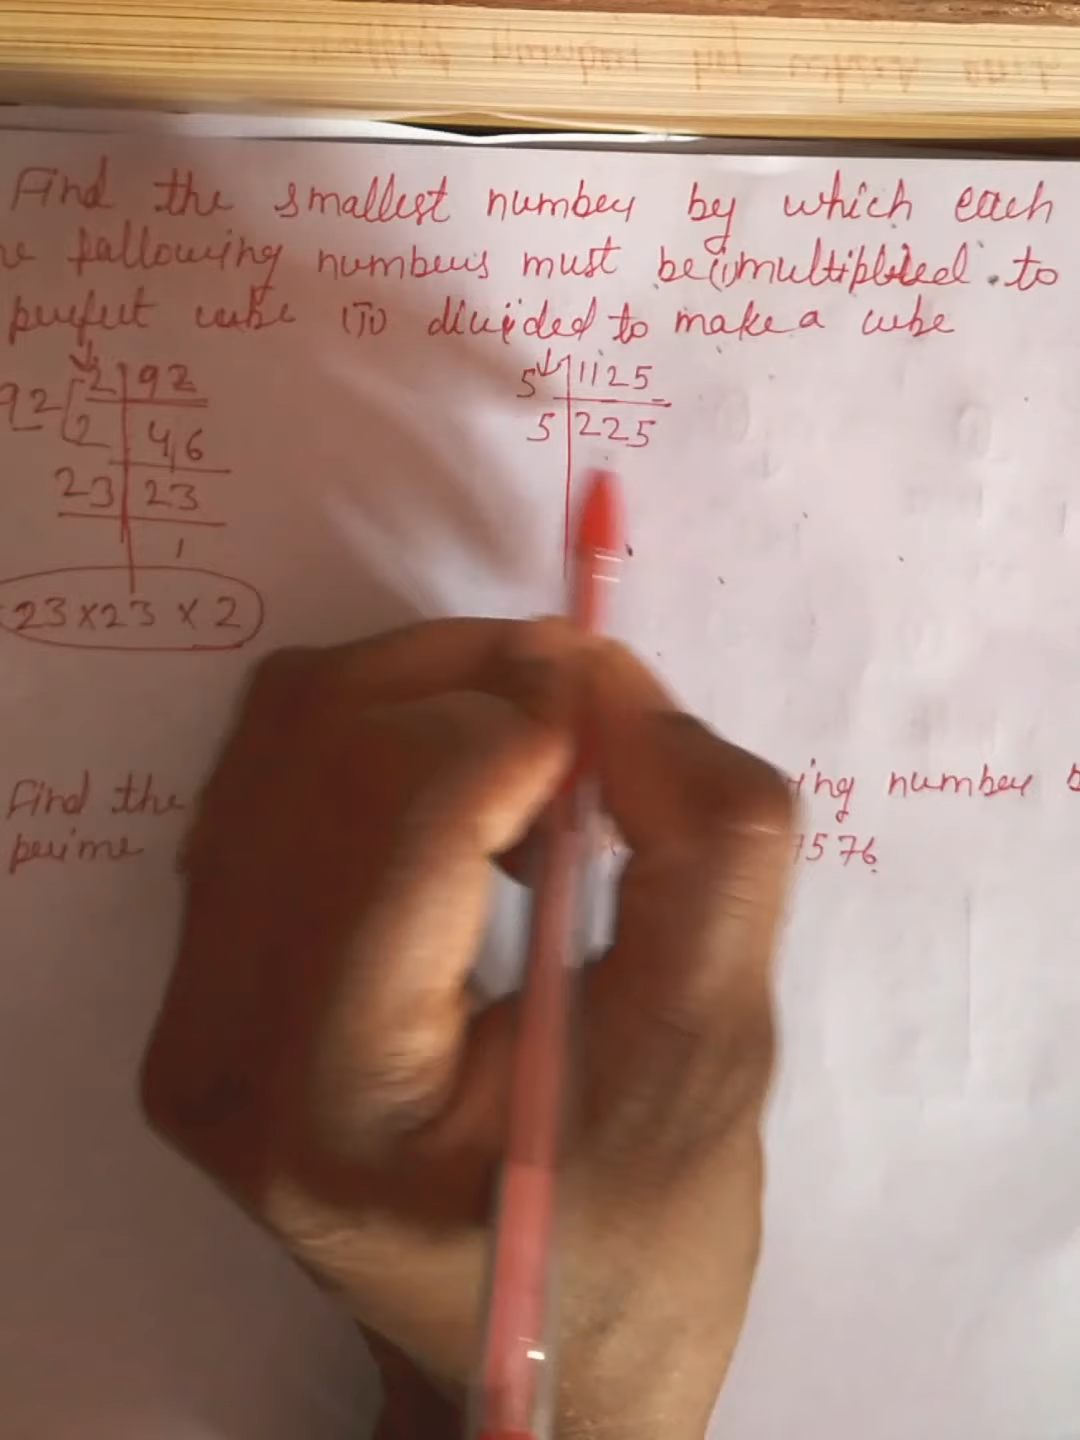 Find the smallest number by which each
fallowing numbers must be (i) multiplied . to
perfect cube (ii) divided to make a cube
92 2 92
2 46
23 23
1
23 x 23 x 2
5 1125
5 225
Find the ing number
prime 7576